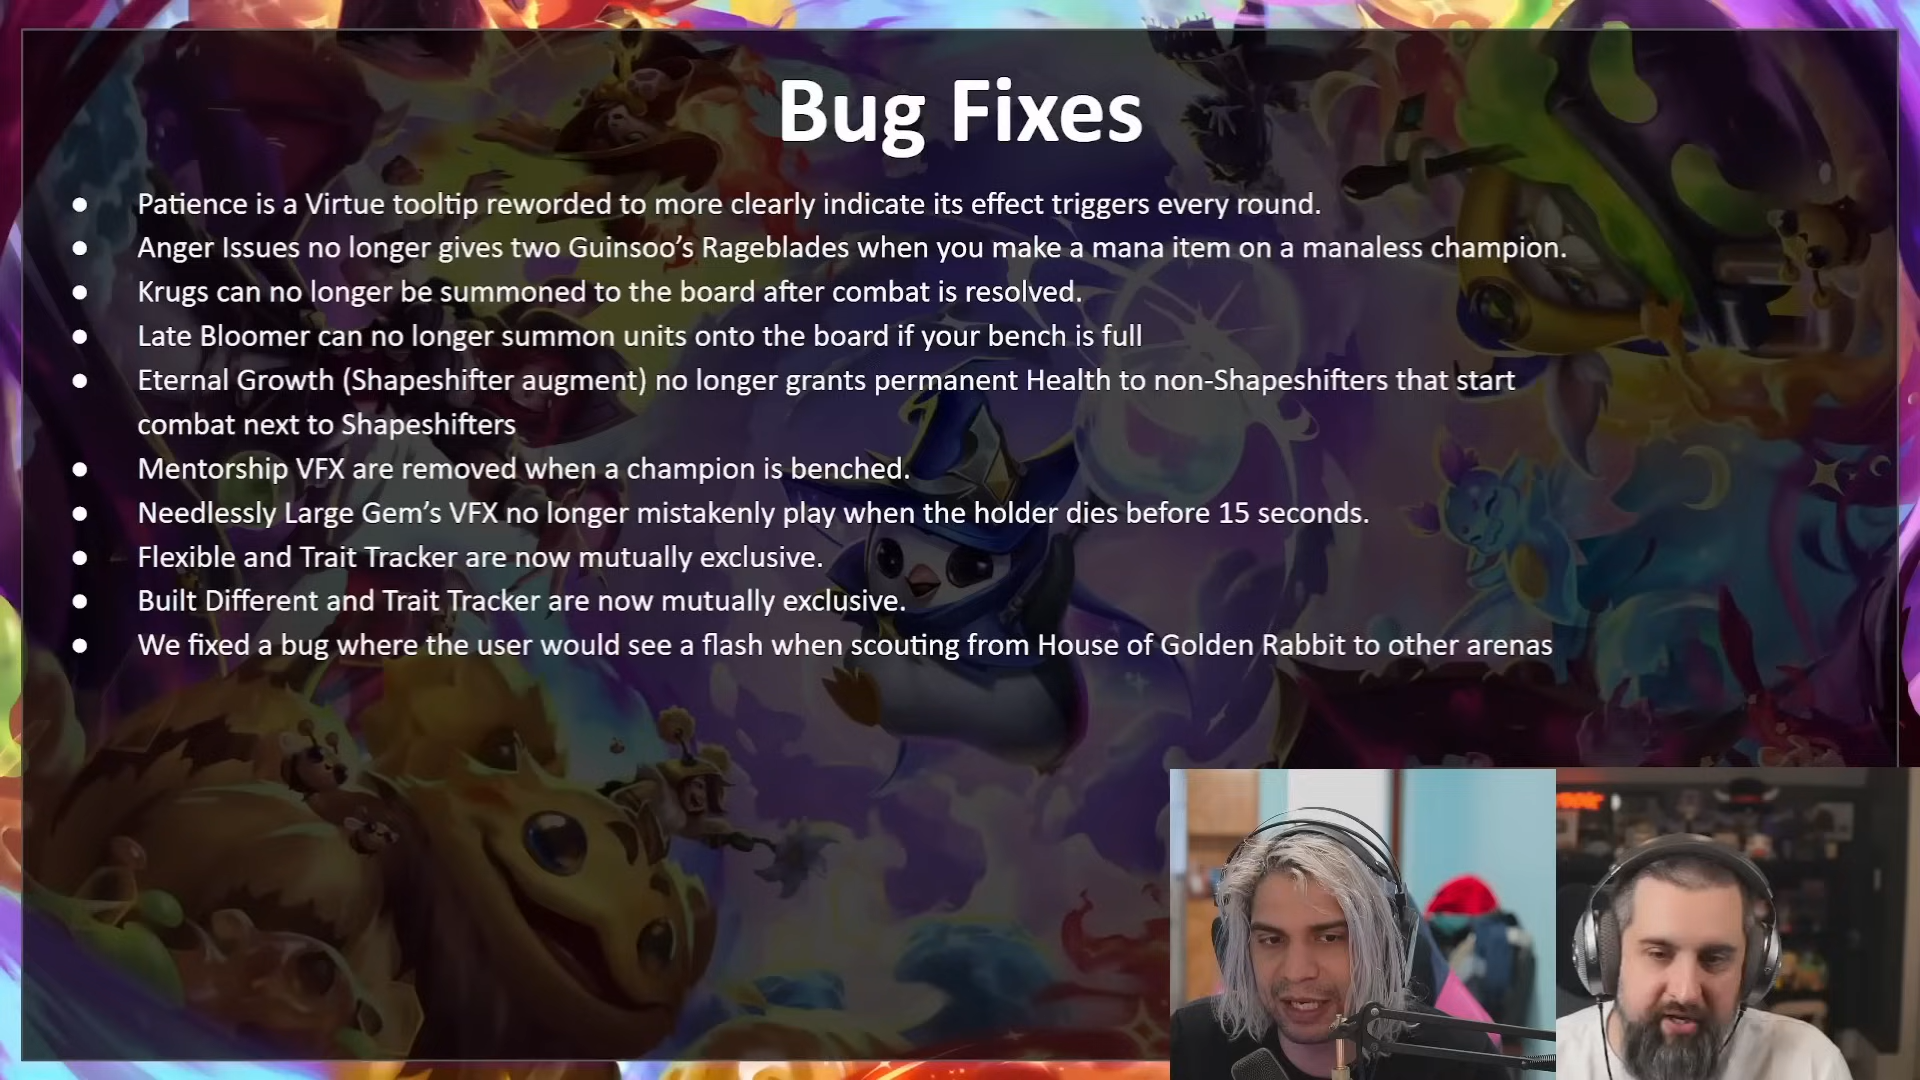 Bug Fixes
● Patience is a Virtue tooltip reworded to more clearly indicate its effect triggers every round.
● Anger Issues no longer gives two Guinsoo’s Rageblades when you make a mana item on a manaless champion.
● Krugs can no longer be summoned to the board after combat is resolved.
● Late Bloomer can no longer summon units onto the board if your bench is full
● Eternal Growth (Shapeshifter augment) no longer grants permanent Health to non-Shapeshifters that start
combat next to Shapeshifters
● Mentorship VFX are removed when a champion is benched.
● Needlessly Large Gem’s VFX no longer mistakenly play when the holder dies before 15 seconds.
● Flexible and Trait Tracker are now mutually exclusive.
● Built Different and Trait Tracker are now mutually exclusive.
● We fixed a bug where the user would see a flash when scouting from House of Golden Rabbit to other arenas